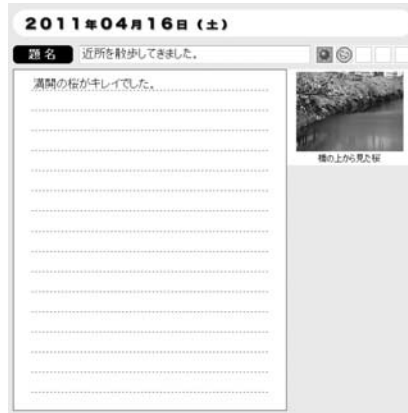 2011年04月16日（土）
題名 近所を散歩してきました。
満開の桜がキレイでした。
橋の上から見た桜